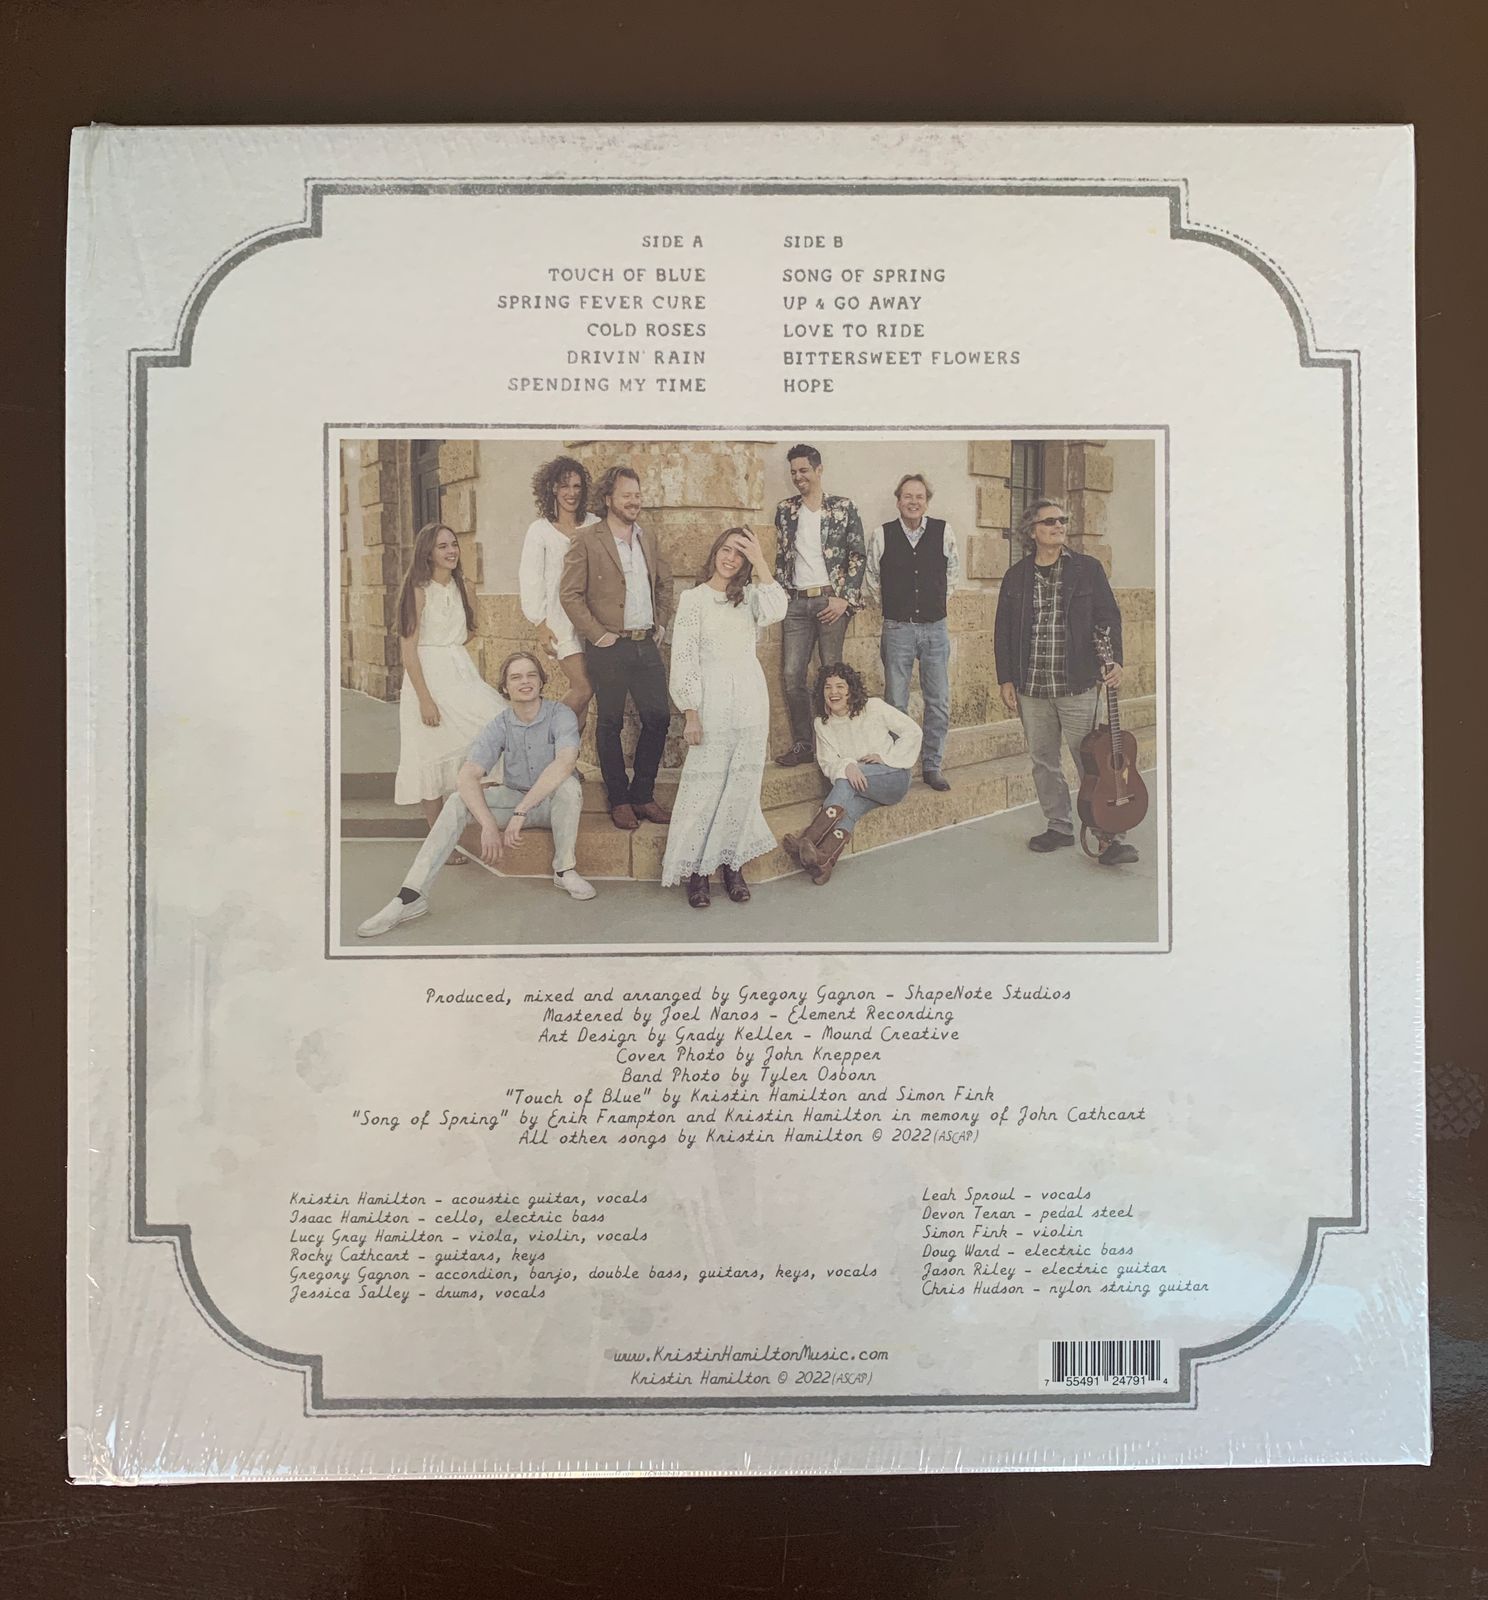 SIDE A
TOUCH OF BLUE
SPRING FEVER CURE
COLD ROSES
DRIVIN' RAIN
SPENDING MY TIME
SIDE B
SONG OF SPRING
UP & GO AWAY
LOVE TO RIDE
BITTERSWEET FLOWERS
HOPE
Produced, mixed and arranged by Gregory Gagnon - ShapeNote Studios
Mastered by Joel Nanos - Element Recording
Art Design by Grady Keller - Mound Creative
Cover Photo by John Knepper
Band Photo by Tyler Osborn
"Touch of Blue" by Kristin Hamilton and Simon Fink
"Song of Spring" by Erik Frampton and Kristin Hamilton in memory of John Cathcart
All other songs by Kristin Hamilton © 2022 (ASCAP)
Kristin Hamilton - acoustic guitar, vocals
Isaac Hamilton - cello, electric bass
Lucy Gray Hamilton - viola, violin, vocals
Rocky Cathcart - guitars, keys
Gregory Gagnon - accordion, banjo, double bass, guitars, keys, vocals
Jessica Salley - drums, vocals
Leah Sproul - vocals
Devon Teran - pedal steel
Simon Fink - violin
Doug Ward - electric bass
Jason Riley - electric guitar
Chris Hudson - nylon string guitar
www.KristinHamiltonMusic.com
Kristin Hamilton © 2022 (ASCAP)
7 55491 24791 4